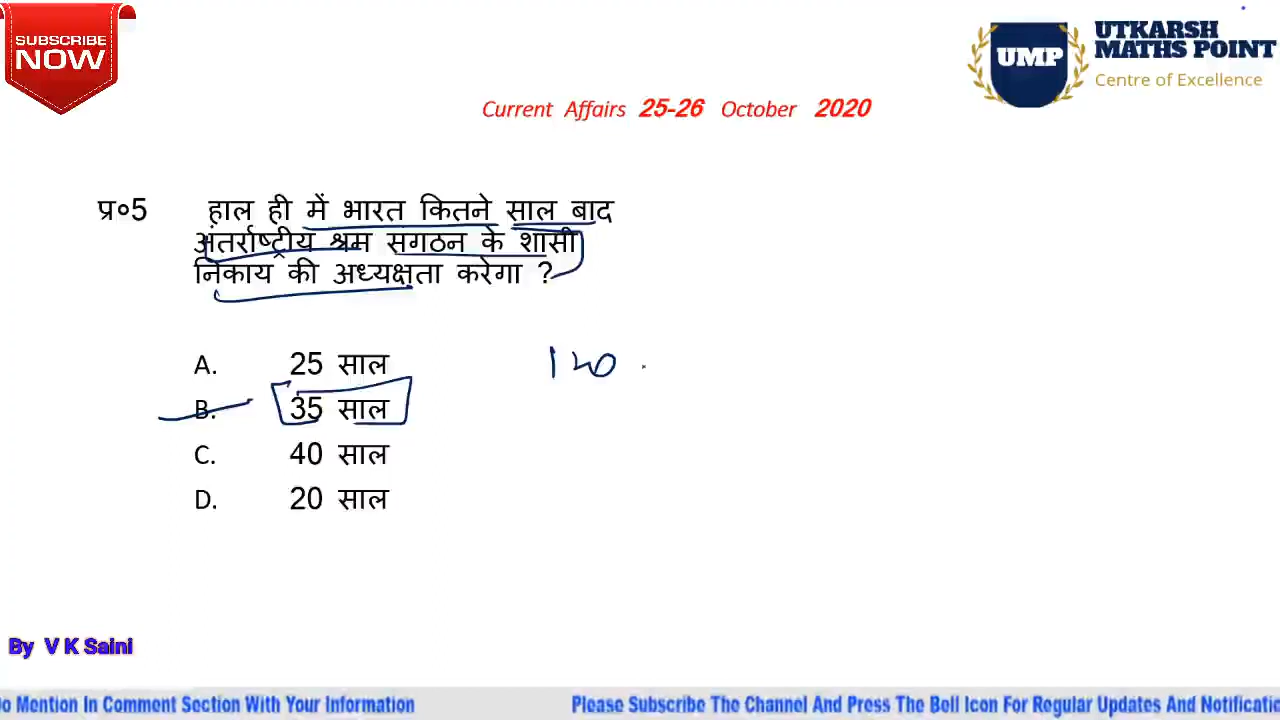 SUBSCRIBE
NOW
UMP
UTKARSH
MATHS POINT
Centre of Excellence
Current Affairs 25-26 October 2020
प्र०5 हाल ही में भारत कितने साल बाद
अंतर्राष्ट्रीय श्रम सगठन के शासी
निकाय की अध्यक्षता करेगा ?
A. 25 साल
B. 35 साल
C. 40 साल
D. 20 साल
By V K Saini
o Mention In Comment Section With Your Information Please Subscribe The Channel And Press The Bell Icon For Regular Updates And Notificatio